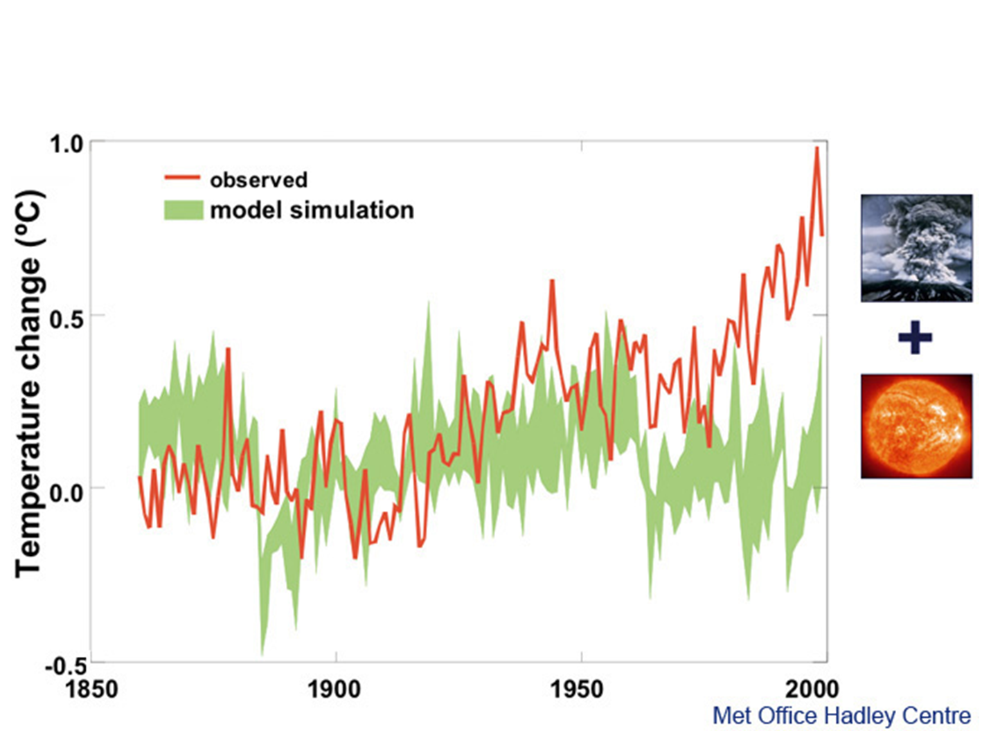 1.0
observed
model simulation
Temperature change (ºC)
0.5
0.0
-0.5
1850
1900
1950
2000
Met Office Hadley Centre